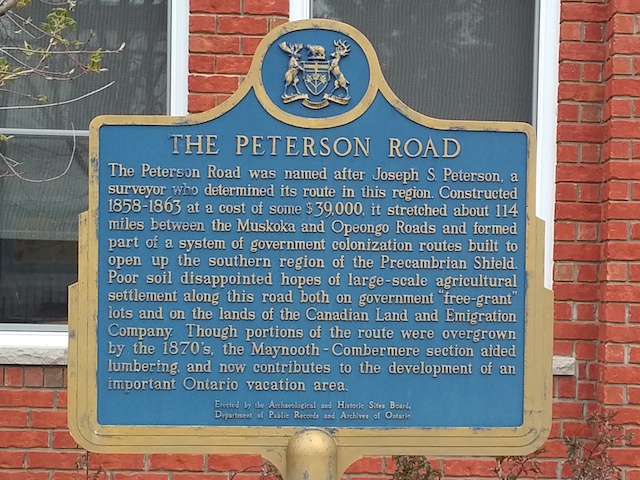 THE PETERSON ROAD
The Peterson Road was named after Joseph S. Peterson, a
surveyor who determined its route in this region. Constructed
1858-1863 at a cost of some $39,000, it stretched about 114
miles between the Muskoka and Opeongo Roads and formed
part of a system of government colonization routes built to
open up the southern region of the Precambrian Shield.
Poor soil disappointed hopes of large-scale agricultural
settlement along this road both on government "free-grant"
lots and on the lands of the Canadian Land and Emigration
Company. Though portions of the route were overgrown
by the 1870's, the Maynooth-Combermere section aided
lumbering, and now contributes to the development of an
important Ontario vacation area.
Erected by the Archaeological and Historic Sites Board,
Department of Public Records and Archives of Ontario